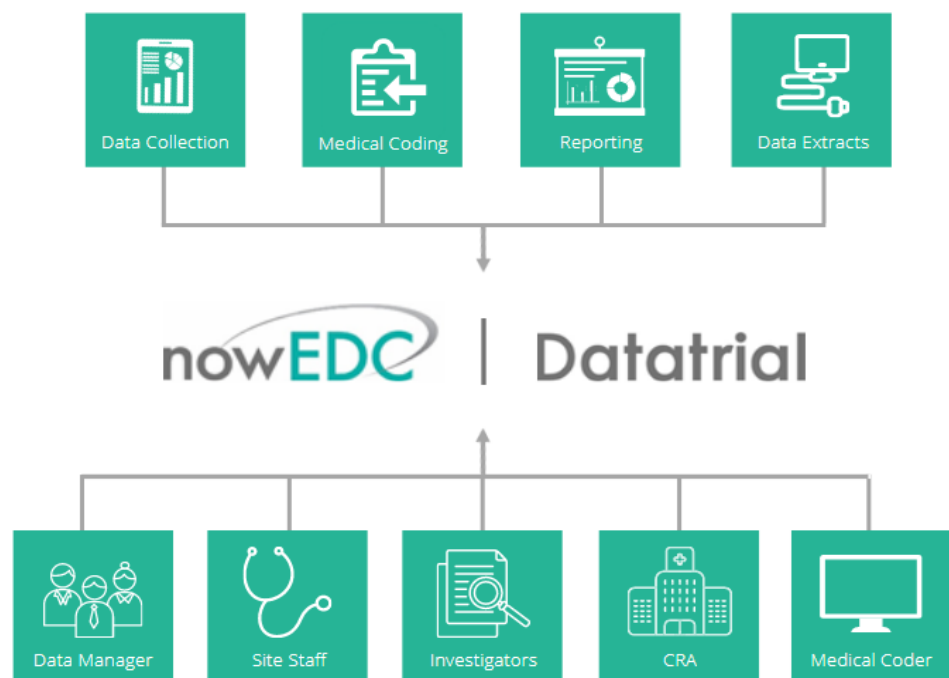 Data Collection
Medical Coding
Reporting
Data Extracts
nowEDC | Datatrial
Data Manager
Site Staff
Investigators
CRA
Medical Coder